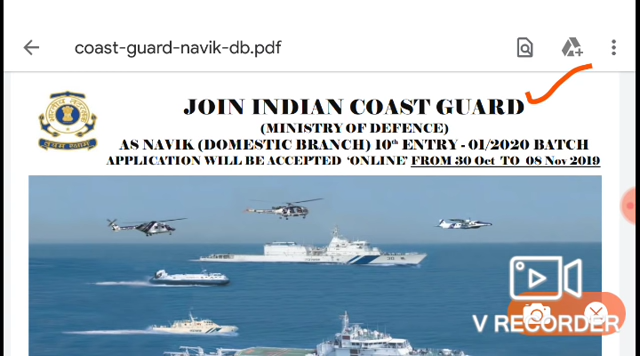 coast-guard-navik-db.pdf
JOIN INDIAN COAST GUARD
(MINISTRY OF DEFENCE)
AS NAVIK (DOMESTIC BRANCH) 10th ENTRY - 01/2020 BATCH
APPLICATION WILL BE ACCEPTED 'ONLINE' FROM 30 Oct TO 08 Nov 2019
V RECORDER